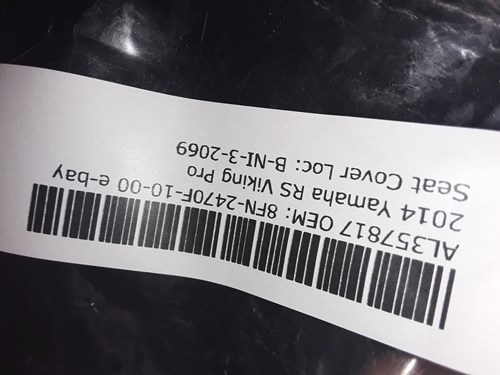 AL357817 OEM: 8FN-2470F-10-00 e-bay
2014 Yamaha RS Viking Pro
Seat Cover Loc: B-NI-3-2069